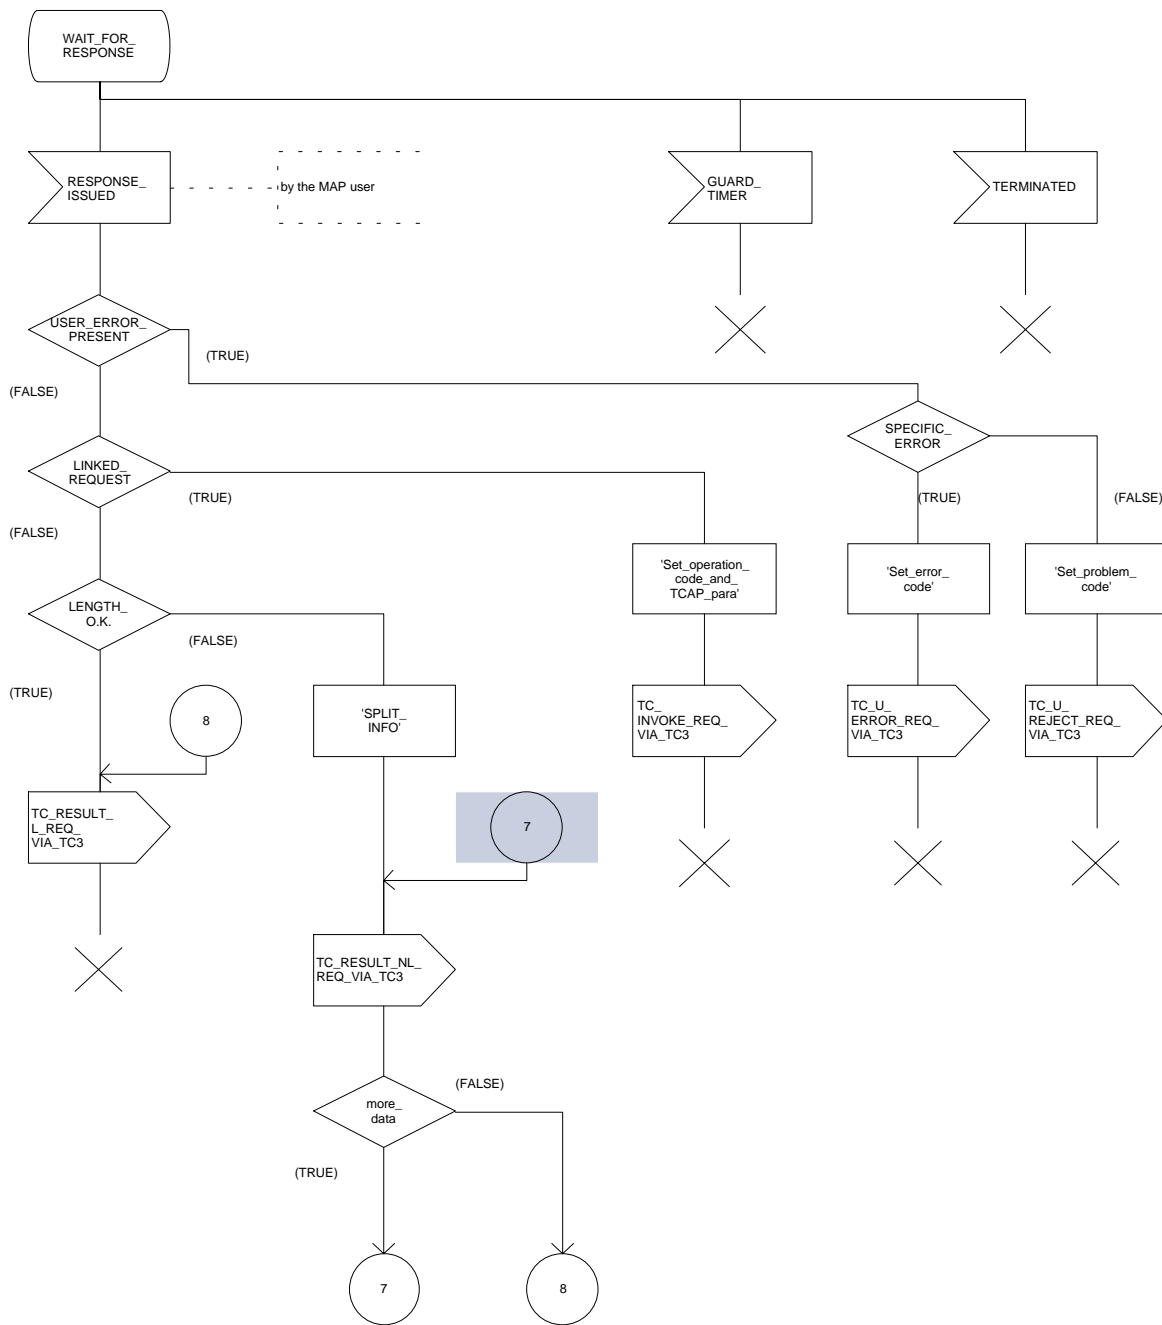 WAIT_FOR_
RESPONSE
RESPONSE_
ISSUED
by the MAP user
GUARD_
TIMER
TERMINATED
USER_ERROR_
PRESENT
(TRUE)
(FALSE)
SPECIFIC_
ERROR
LINKED_
REQUEST
(TRUE)
(TRUE)
(FALSE)
(FALSE)
'Set_operation_
code_and_
TCAP_para'
'Set_error_
code'
'Set_problem_
code'
LENGTH_
O.K.
(FALSE)
(TRUE)
8
'SPLIT_
INFO'
TC_
INVOKE_REQ_
VIA_TC3
TC_U_
ERROR_REQ_
VIA_TC3
TC_U_
REJECT_REQ_
VIA_TC3
TC_RESULT_
L_REQ_
VIA_TC3
7
TC_RESULT_NL_
REQ_VIA_TC3
(FALSE)
more_
data
(TRUE)
7
8